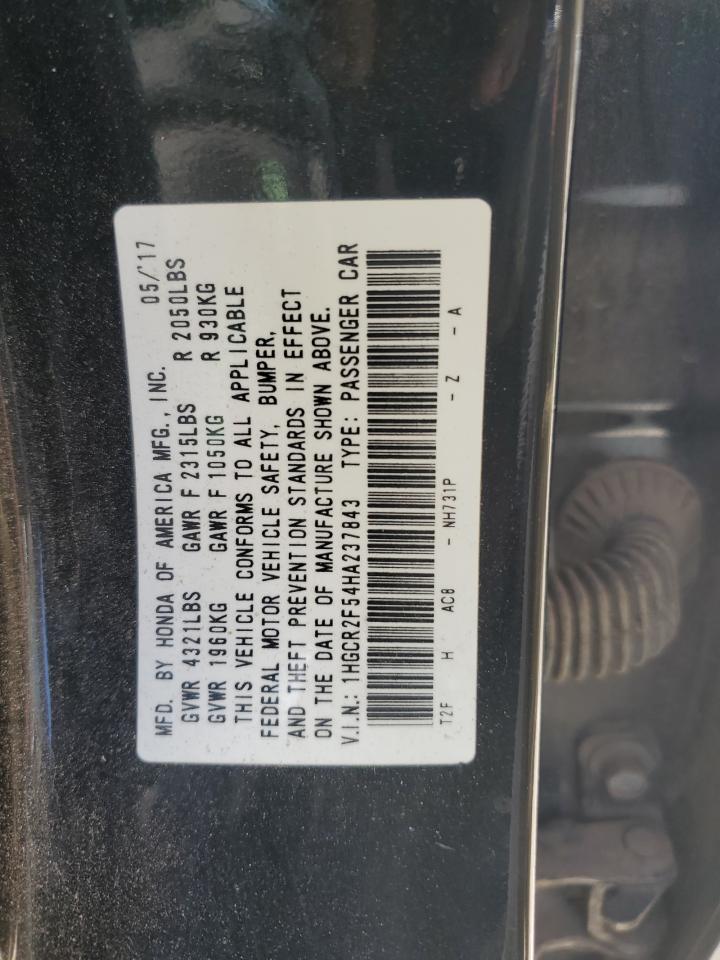 MFD. BY HONDA OF AMERICA MFG., INC. 05/'17
GVWR 4321LBS GAWR F 2315LBS R 2050LBS
GVWR 1960KG GAWR F 1050KG R 930KG
THIS VEHICLE CONFORMS TO ALL APPLICABLE
FEDERAL MOTOR VEHICLE SAFETY, BUMPER,
AND THEFT PREVENTION STANDARDS IN EFFECT
ON THE DATE OF MANUFACTURE SHOWN ABOVE.
V.I.N.: 1HGCR2F54HA237843 TYPE: PASSENGER CAR
T2F H AC8 - NH731P - Z - A